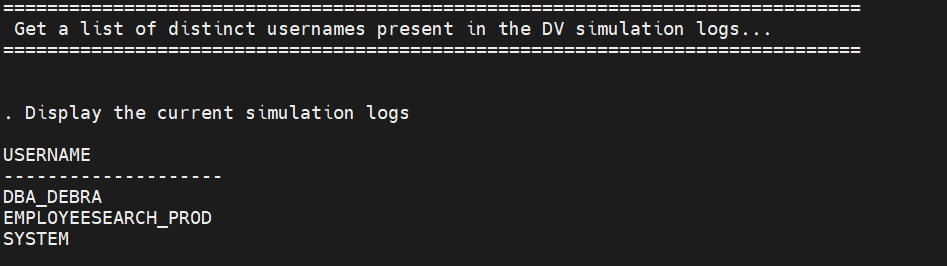 ==============================================================================
Get a list of distinct usernames present in the DV simulation logs...
==============================================================================
. Display the current simulation logs
USERNAME
--------------------
DBA_DEBRA
EMPLOYEESEARCH_PROD
SYSTEM